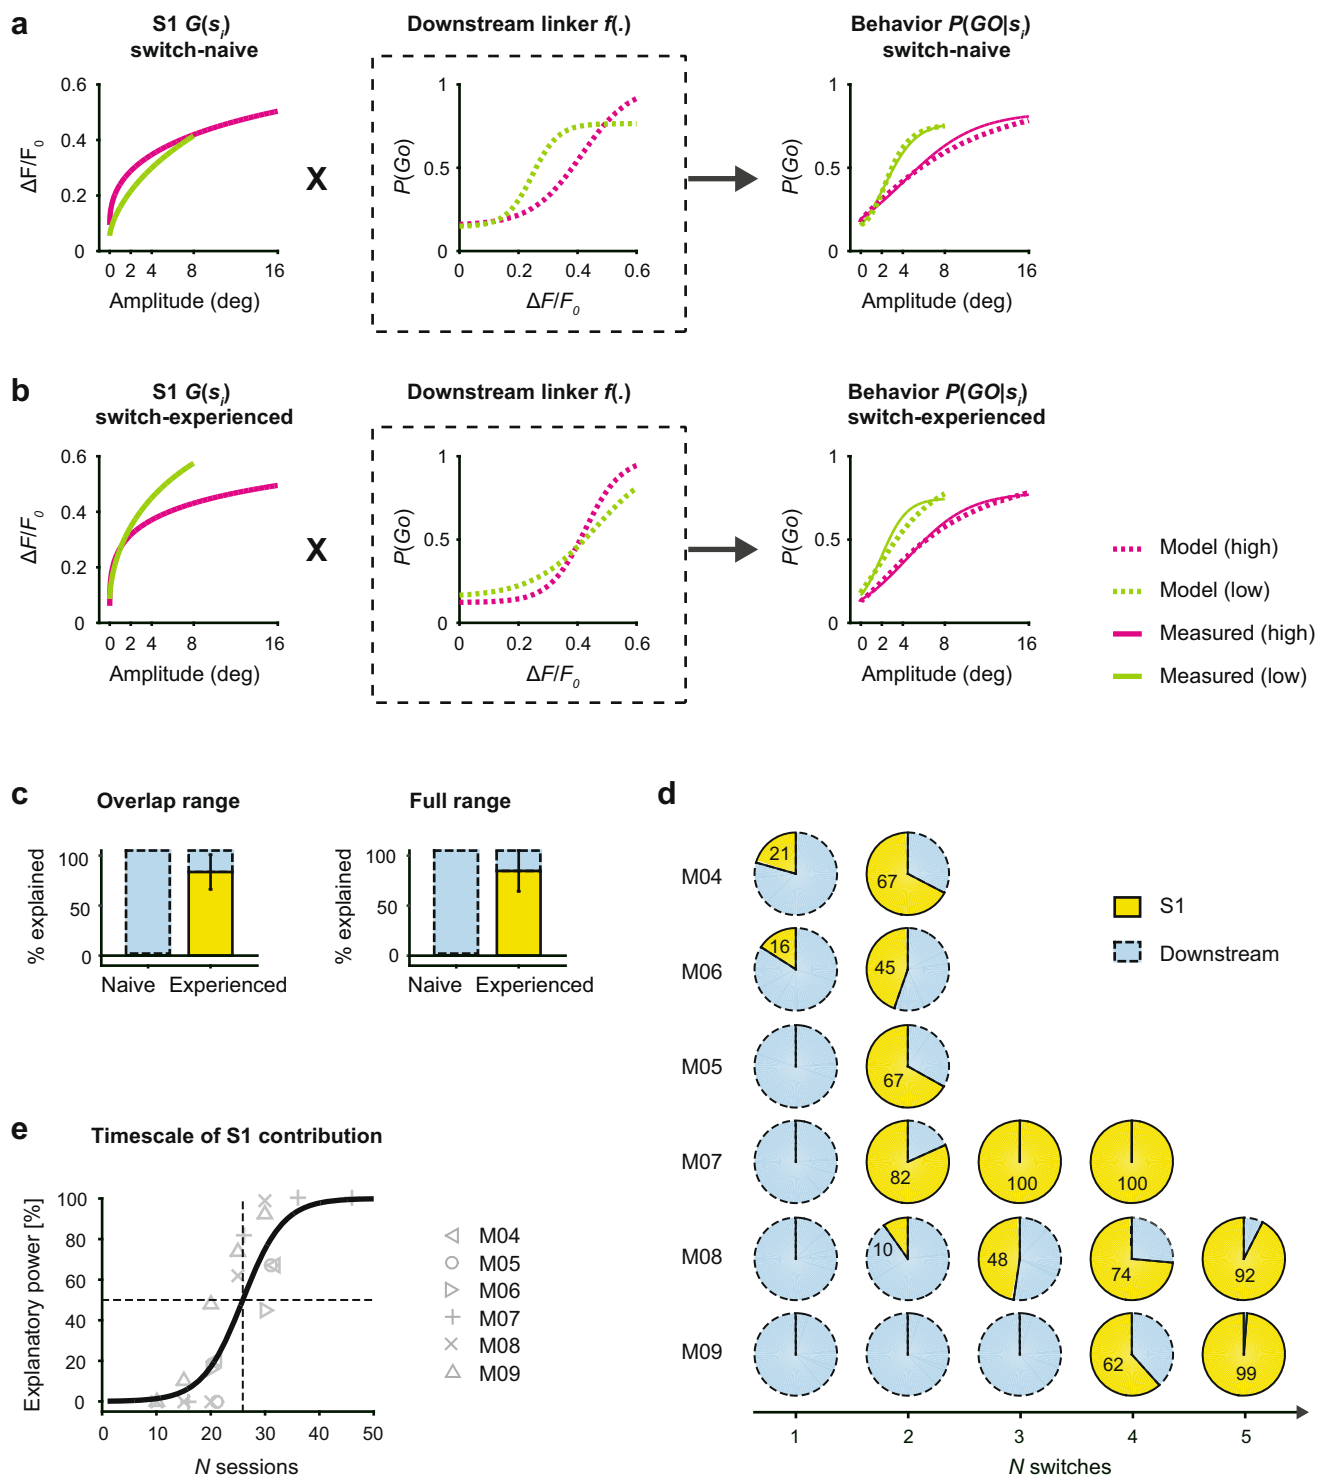 a
S1 G(s_i)
switch-naive
Downstream linker f(.)
Behavior P(GO|s_i)
switch-naive
ΔF/F_0
0.6
0.4
0.2
0
0 2 4 8 16
Amplitude (deg)
X
P(Go)
1
0.5
0
0 0.2 0.4 0.6
ΔF/F_0
P(Go)
1
0.5
0
0 2 4 8 16
Amplitude (deg)
b
S1 G(s_i)
switch-experienced
Downstream linker f(.)
Behavior P(GO|s_i)
switch-experienced
ΔF/F_0
0.6
0.4
0.2
0
0 2 4 8 16
Amplitude (deg)
X
P(Go)
1
0.5
0
0 0.2 0.4 0.6
ΔF/F_0
P(Go)
1
0.5
0
0 2 4 8 16
Amplitude (deg)
Model (high)
Model (low)
Measured (high)
Measured (low)
c
Overlap range
% explained
100
50
0
Naive Experienced
Full range
% explained
100
50
0
Naive Experienced
d
M04
21
67
M06
16
45
M05
67
M07
82
100
100
M08
10
48
74
92
M09
62
99
1 2 3 4 5
N switches
S1
Downstream
e
Timescale of S1 contribution
Explanatory power [%]
100
80
60
40
20
0
0 10 20 30 40 50
N sessions
M04
M05
M06
M07
M08
M09